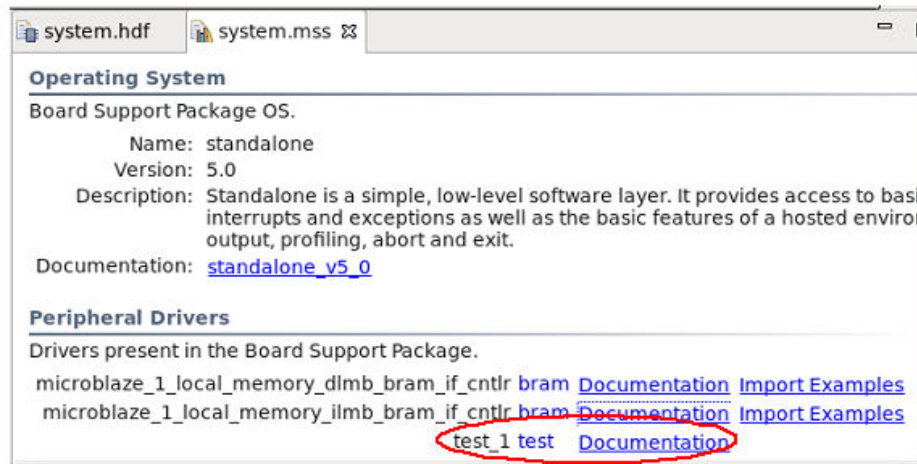 system.hdf system.mss
Operating System
Board Support Package OS.
Name: standalone
Version: 5.0
Description: Standalone is a simple, low-level software layer. It provides access to basi
interrupts and exceptions as well as the basic features of a hosted enviro
output, profiling, abort and exit.
Documentation: standalone_v5_0
Peripheral Drivers
Drivers present in the Board Support Package.
microblaze_1_local_memory_dlmb_bram_if_cntlr bram Documentation Import Examples
microblaze_1_local_memory_ilmb_bram_if_cntlr bram Documentation Import Examples
test_1 test Documentation